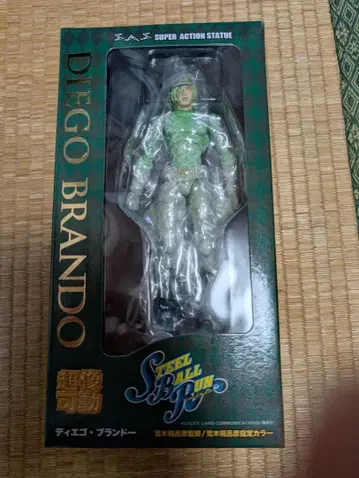 SUPER ACTION STATUE
DIEGO BRANDO
超像可動
STEEL BALL RUN
ディエゴ・ブランドー
荒木飛呂彦監修/荒木飛呂彦指定カラー